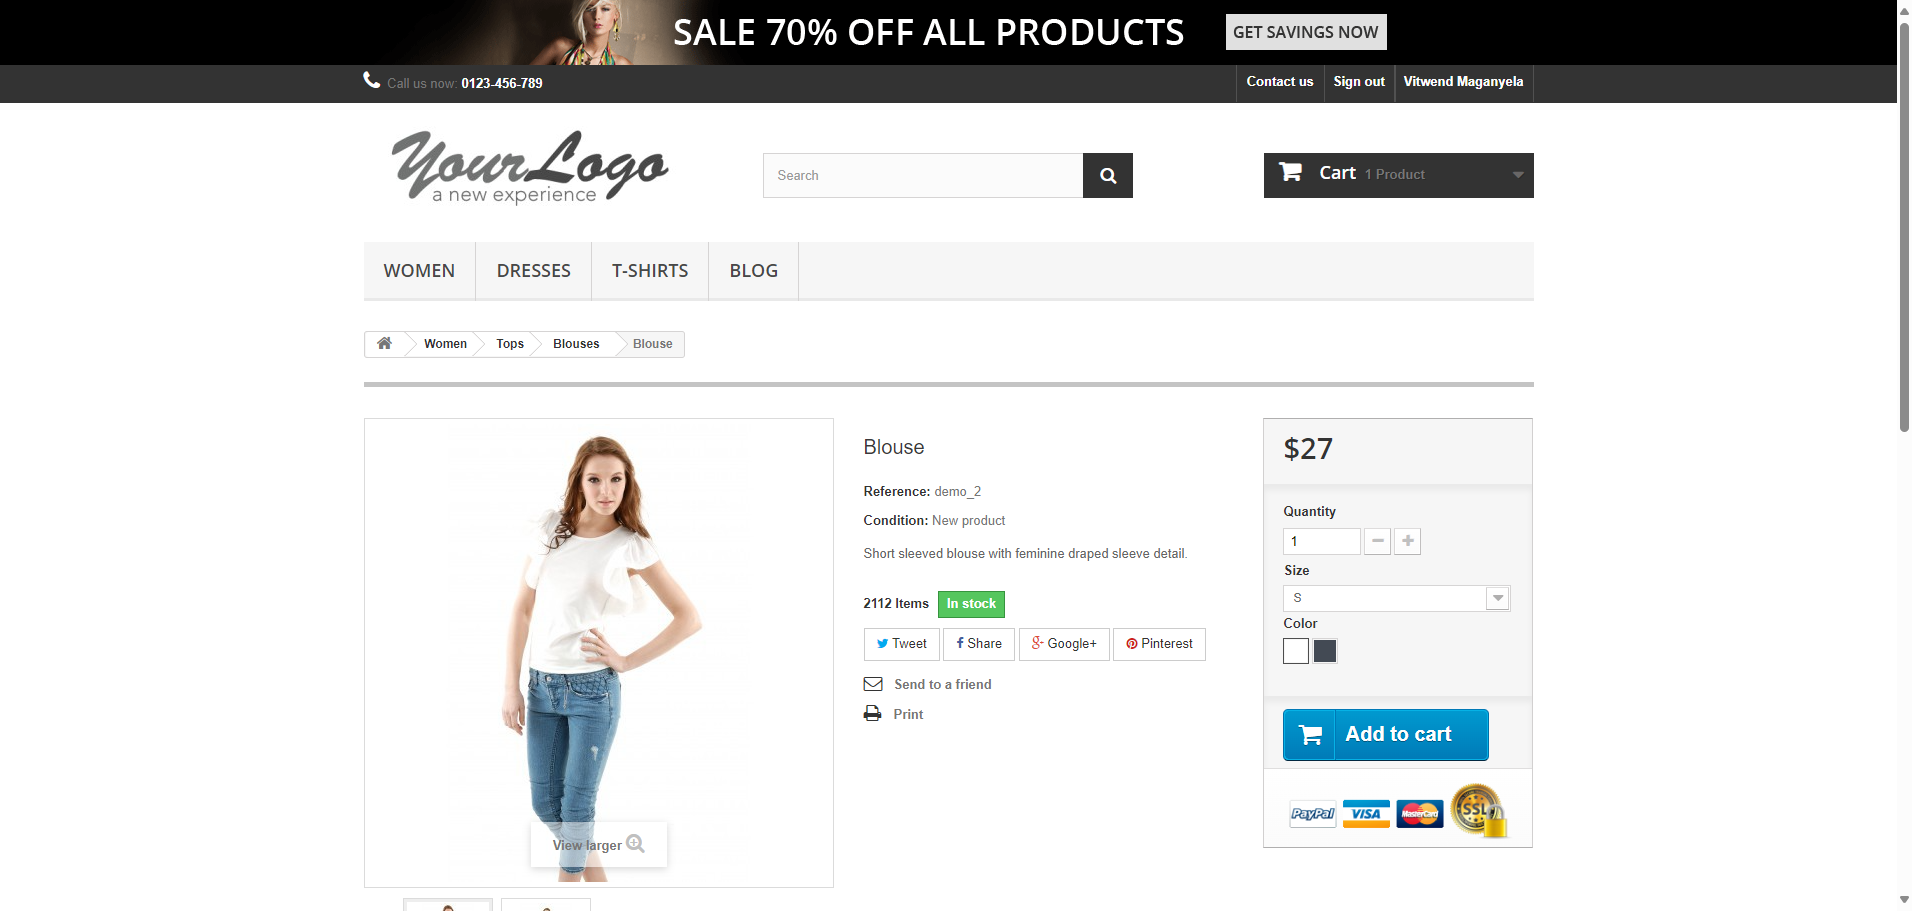 SALE 70% OFF ALL PRODUCTS
GET SAVINGS NOW
Call us now: 0123-456-789
Contact us
Sign out
Vitwend Maganyela
YourLogo
a new experience
Search
Cart 1 Product
WOMEN
DRESSES
T-SHIRTS
BLOG
Women
Tops
Blouses
Blouse
Blouse
Reference: demo_2
Condition: New product
Short sleeved blouse with feminine draped sleeve detail.
2112 Items In stock
Tweet
Share
Google+
Pinterest
Send to a friend
Print
View larger
$27
Quantity
1
Size
S
Color
Add to cart
PayPal
VISA
MasterCard
SSL